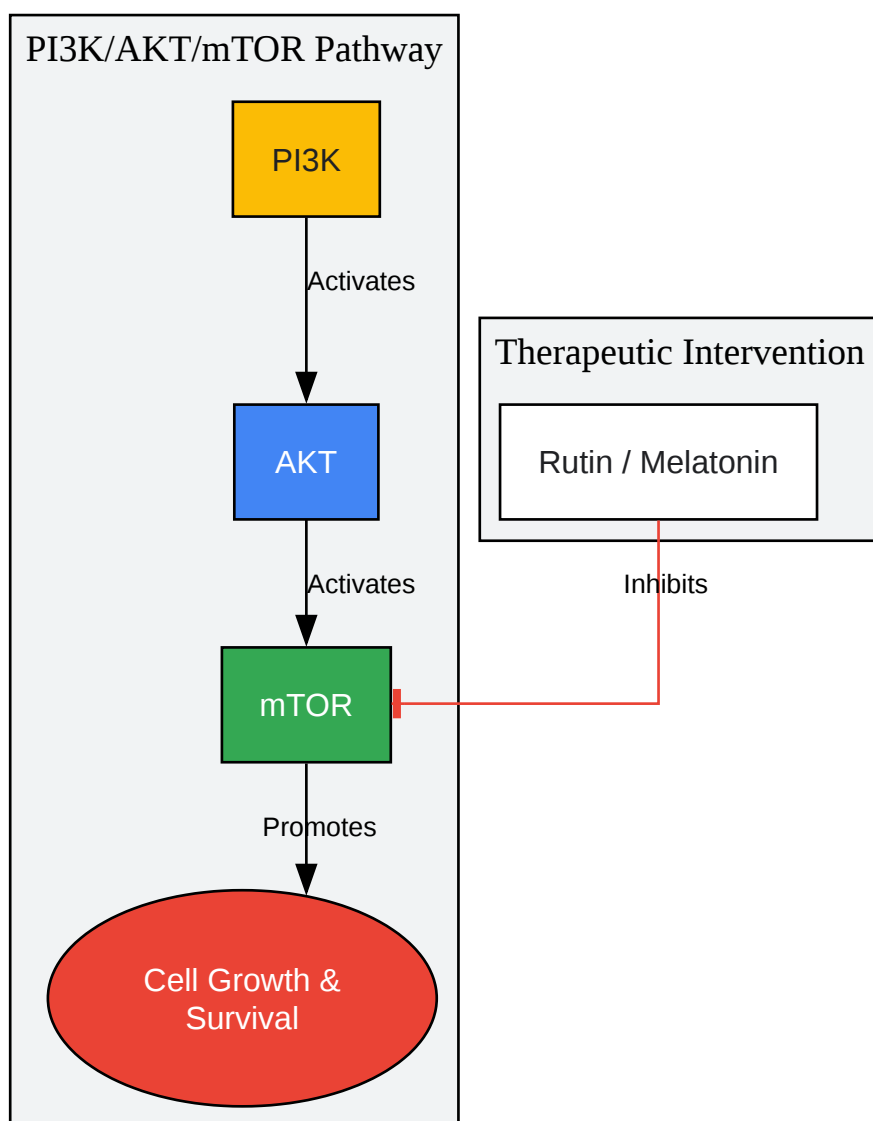 PI3K/AKT/mTOR Pathway
PI3K
Activates
Therapeutic Intervention
AKT
Rutin / Melatonin
Activates
Inhibits
mTOR
Promotes
Cell Growth &
Survival